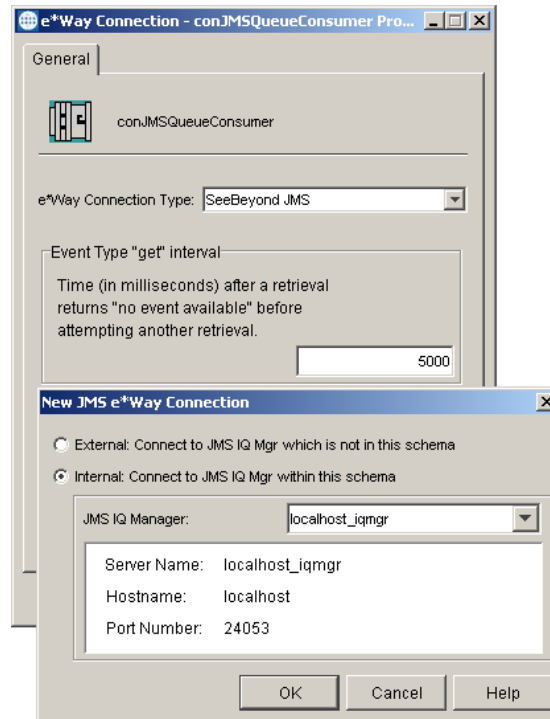 e*Way Connection - conJMSQueueConsumer Pro...
General
conJMSQueueConsumer
e*Way Connection Type: SeeBeyond JMS
Event Type "get" interval
Time (in milliseconds) after a retrieval
returns "no event available" before
attempting another retrieval.
5000
New JMS e*Way Connection
External: Connect to JMS IQ Mgr which is not in this schema
Internal: Connect to JMS IQ Mgr within this schema
JMS IQ Manager: localhost_iqmgr
Server Name: localhost_iqmgr
Hostname: localhost
Port Number: 24053
OK Cancel Help